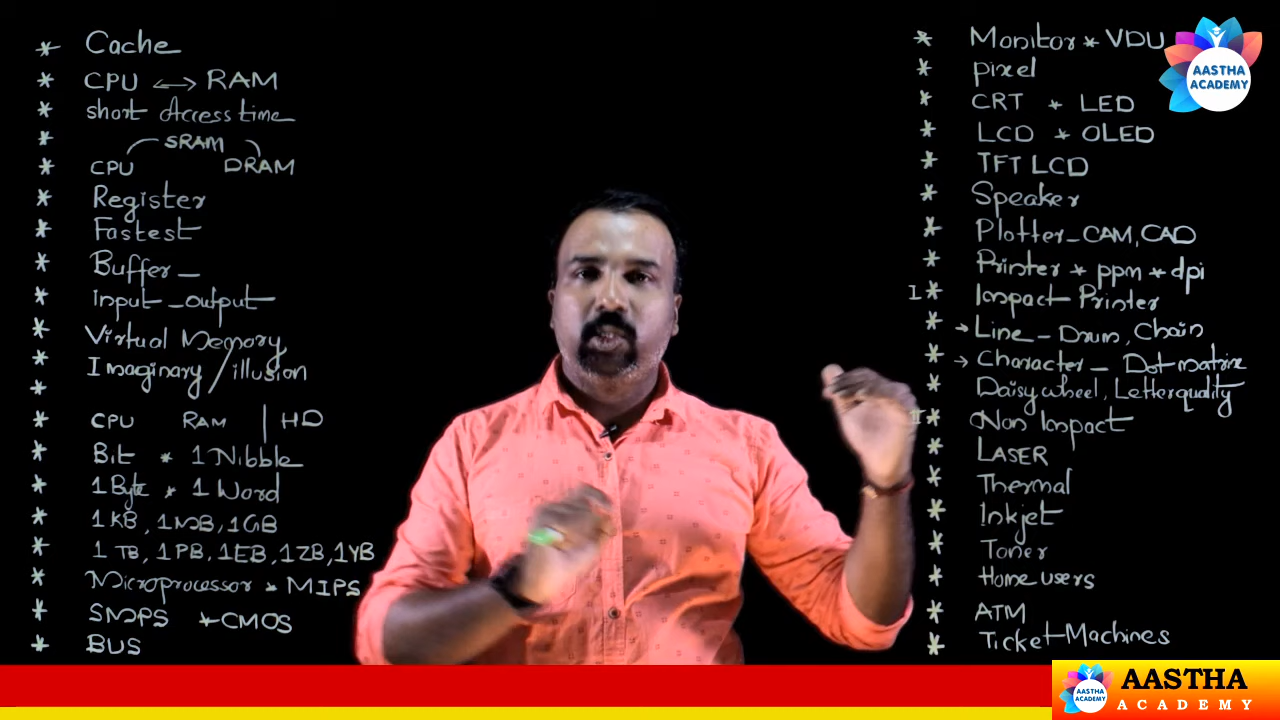 * Cache
* CPU ↔ RAM
* short Access time
* SRAM
* CPU DRAM
* Register
* Fastest
* Buffer -
* input - output
* Virtual Memory
* Imaginary / illusion
*
* CPU RAM | HD
* Bit * 1 Nibble
* 1 Byte * 1 Word
* 1 KB, 1 MB, 1 GB
* 1 TB, 1 PB, 1 EB, 1 ZB, 1 YB
* Microprocessor * MIPS
* SMPS * CMOS
* BUS
* Monitor * VDU
* pixel
* CRT * LED
* LCD * OLED
* TFT LCD
* Speaker
* Plotter - CAM, CAD
* Printer * ppm * dpi
I * Impact Printer
* → Line - Drum, Chain
* → Character - Dot matrix
* Daisy wheel, Letter quality
II * Non Impact
* LASER
* Thermal
* Inkjet
* Toner
* Home users
* ATM
* Ticket Machines
AASTHA
ACADEMY
AASTHA
ACADEMY
AASTHA
ACADEMY